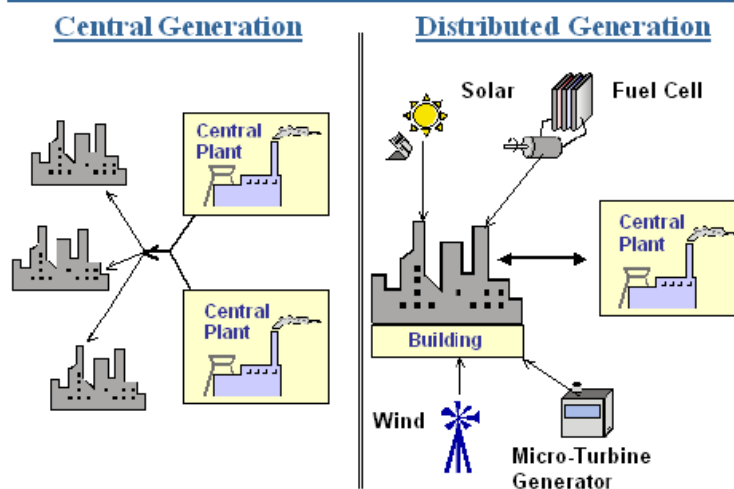 Central Generation
Central
Plant
Central
Plant
Distributed Generation
Solar
Fuel Cell
Central
Plant
Building
Wind
Micro-Turbine
Generator